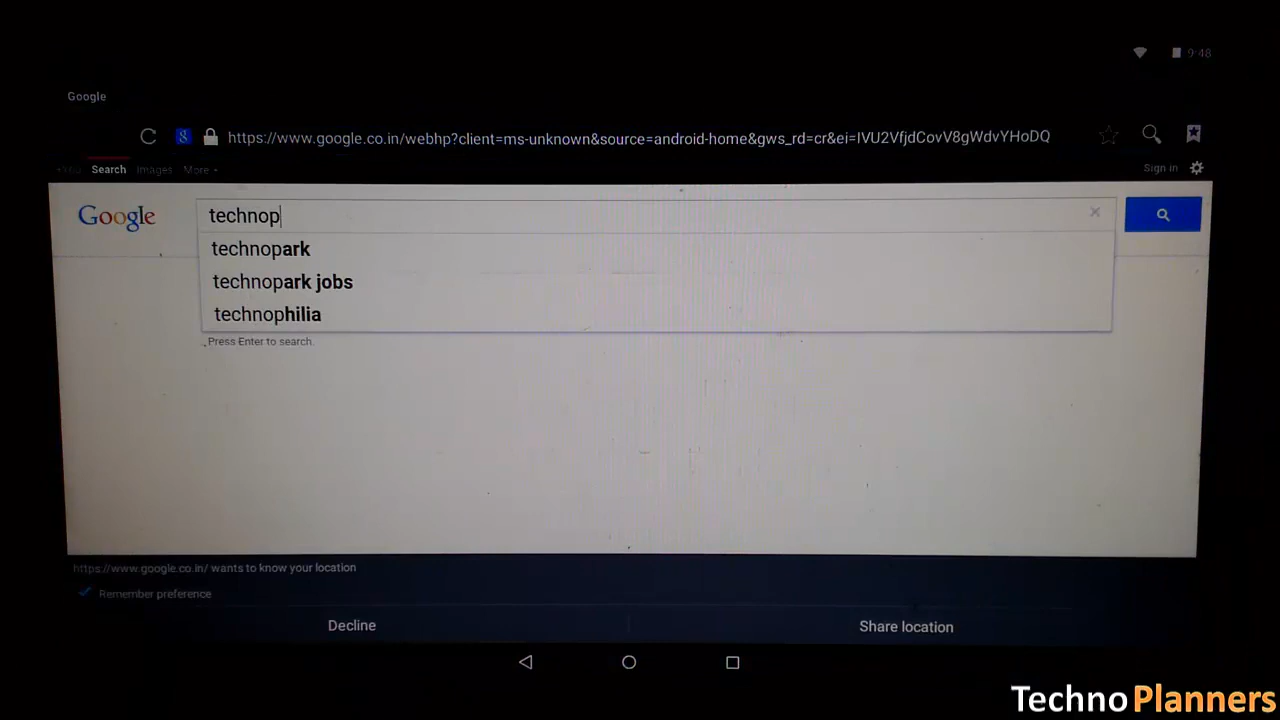 9:48
Google
https://www.google.co.in/webhp?client=ms-unknown&source=android-home&gws_rd=cr&ei=IVU2VfjdCovV8gWdvYHoDQ
+You Search Images More
Sign in
Google
technop
technopark
technopark jobs
technophilia
Press Enter to search.
https://www.google.co.in/ wants to know your location
Remember preference
Decline
Share location
TechnoPlanners